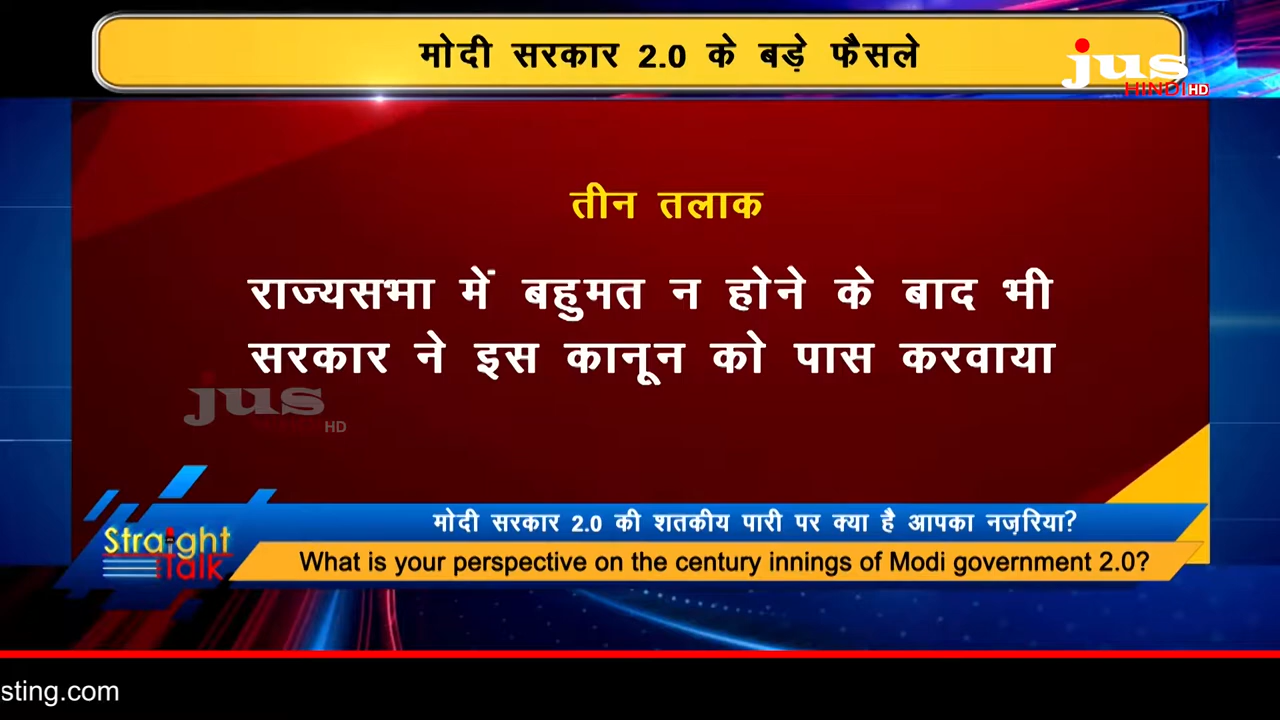 मोदी सरकार 2.0 के बड़े फैसले
jus
HINDI HD
तीन तलाक
राज्यसभा में बहुमत न होने के बाद भी
सरकार ने इस कानून को पास करवाया
jus
HD
मोदी सरकार 2.0 की शतकीय पारी पर क्या है आपका नज़रिया?
Straight Talk
What is your perspective on the century innings of Modi government 2.0?
sting.com